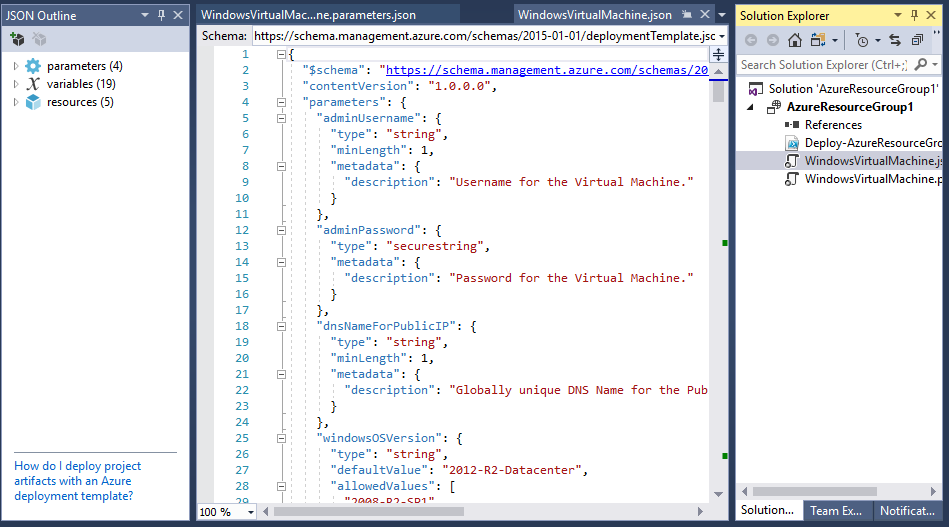 JSON Outline
parameters (4)
variables (19)
resources (5)
How do I deploy project
artifacts with an Azure
deployment template?
WindowsVirtualMac...ne.parameters.json
WindowsVirtualMachine.json
Schema: https://schema.management.azure.com/schemas/2015-01-01/deploymentTemplate.jsc
1 {
2 "$schema": "https://schema.management.azure.com/schemas/20
3 "contentVersion": "1.0.0.0",
4 "parameters": {
5 "adminUsername": {
6 "type": "string",
7 "minLength": 1,
8 "metadata": {
9 "description": "Username for the Virtual Machine."
10 }
11 },
12 "adminPassword": {
13 "type": "securestring",
14 "metadata": {
15 "description": "Password for the Virtual Machine."
16 }
17 },
18 "dnsNameForPublicIP": {
19 "type": "string",
20 "minLength": 1,
21 "metadata": {
22 "description": "Globally unique DNS Name for the Pub
23 }
24 },
25 "windowsOSVersion": {
26 "type": "string",
27 "defaultValue": "2012-R2-Datacenter",
28 "allowedValues": [
29 "2008-R2-SP1"
100 %
Solution Explorer
Search Solution Explorer (Ctrl+;)
Solution 'AzureResourceGroup1'
AzureResourceGroup1
References
Deploy-AzureResourceGro
WindowsVirtualMachine.js
WindowsVirtualMachine.p
Solution...
Team Ex...
Notificat...